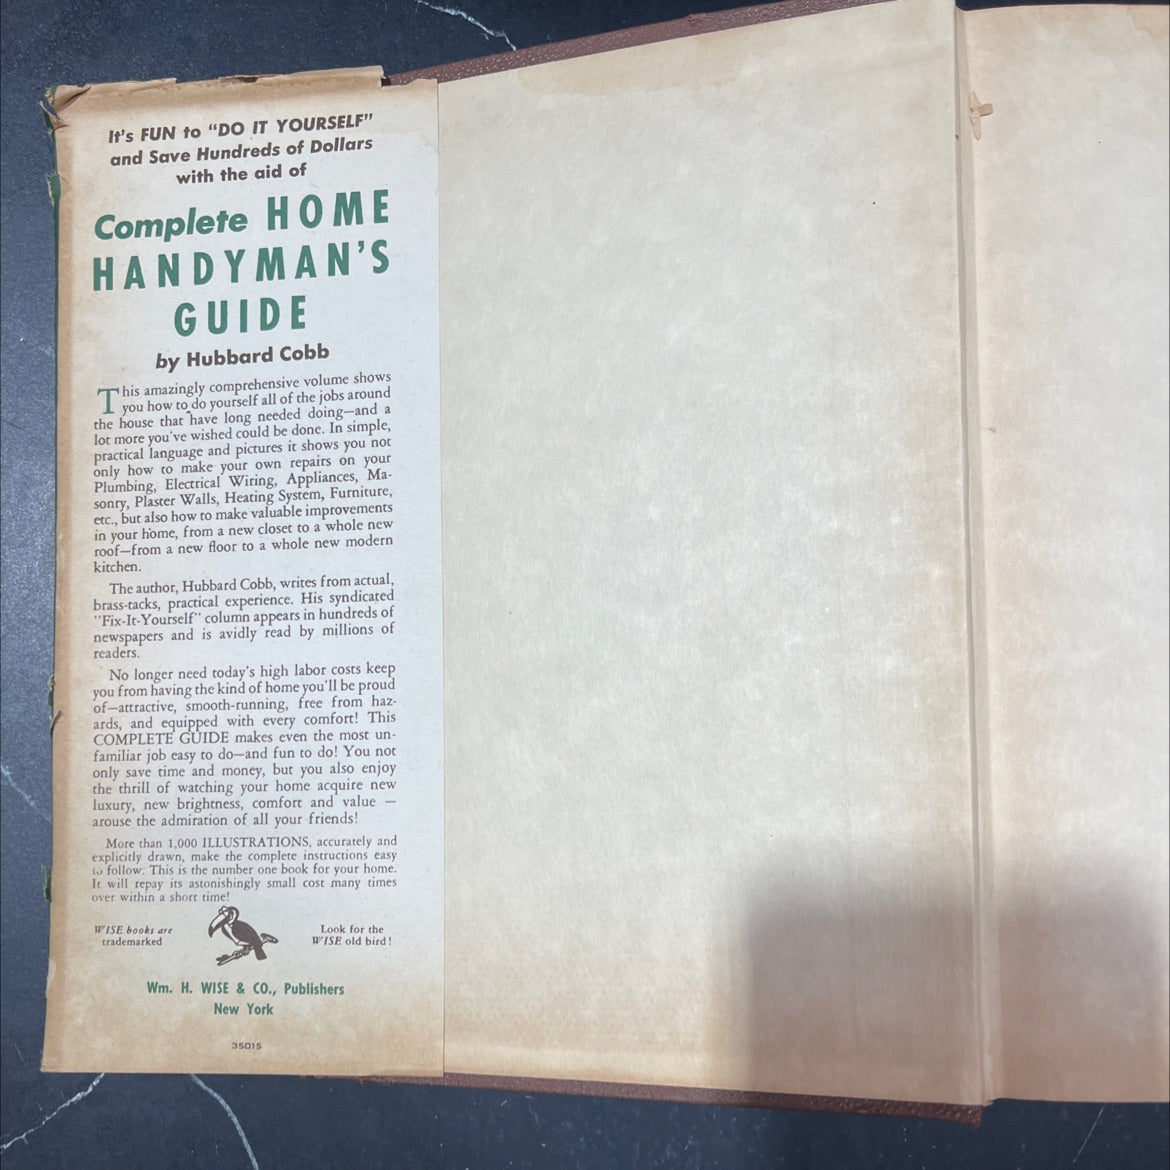 It's FUN to "DO IT YOURSELF"
and Save Hundreds of Dollars
with the aid of
Complete HOME
HANDYMAN'S
GUIDE
by Hubbard Cobb
This amazingly comprehensive volume shows
you how to do yourself all of the jobs around
the house that have long needed doing—and a
lot more you've wished could be done. In simple,
practical language and pictures it shows you not
only how to make your own repairs on your
Plumbing, Electrical Wiring, Appliances, Ma-
sonry, Plaster Walls, Heating System, Furniture,
etc., but also how to make valuable improvements
in your home, from a new closet to a whole new
roof—from a new floor to a whole new modern
kitchen.
The author, Hubbard Cobb, writes from actual,
brass-tacks, practical experience. His syndicated
"Fix-It-Yourself" column appears in hundreds of
newspapers and is avidly read by millions of
readers.
No longer need today's high labor costs keep
you from having the kind of home you'll be proud
of—attractive, smooth-running, free from haz-
ards, and equipped with every comfort! This
COMPLETE GUIDE makes even the most un-
familiar job easy to do—and fun to do! You not
only save time and money, but you also enjoy
the thrill of watching your home acquire new
luxury, new brightness, comfort and value —
arouse the admiration of all your friends!
More than 1,000 ILLUSTRATIONS, accurately and
explicitly drawn, make the complete instructions easy
to follow. This is the number one book for your home.
It will repay its astonishingly small cost many times
over within a short time!
WISE books are
trademarked
Look for the
WISE old bird!
Wm. H. WISE & CO., Publishers
New York
35015